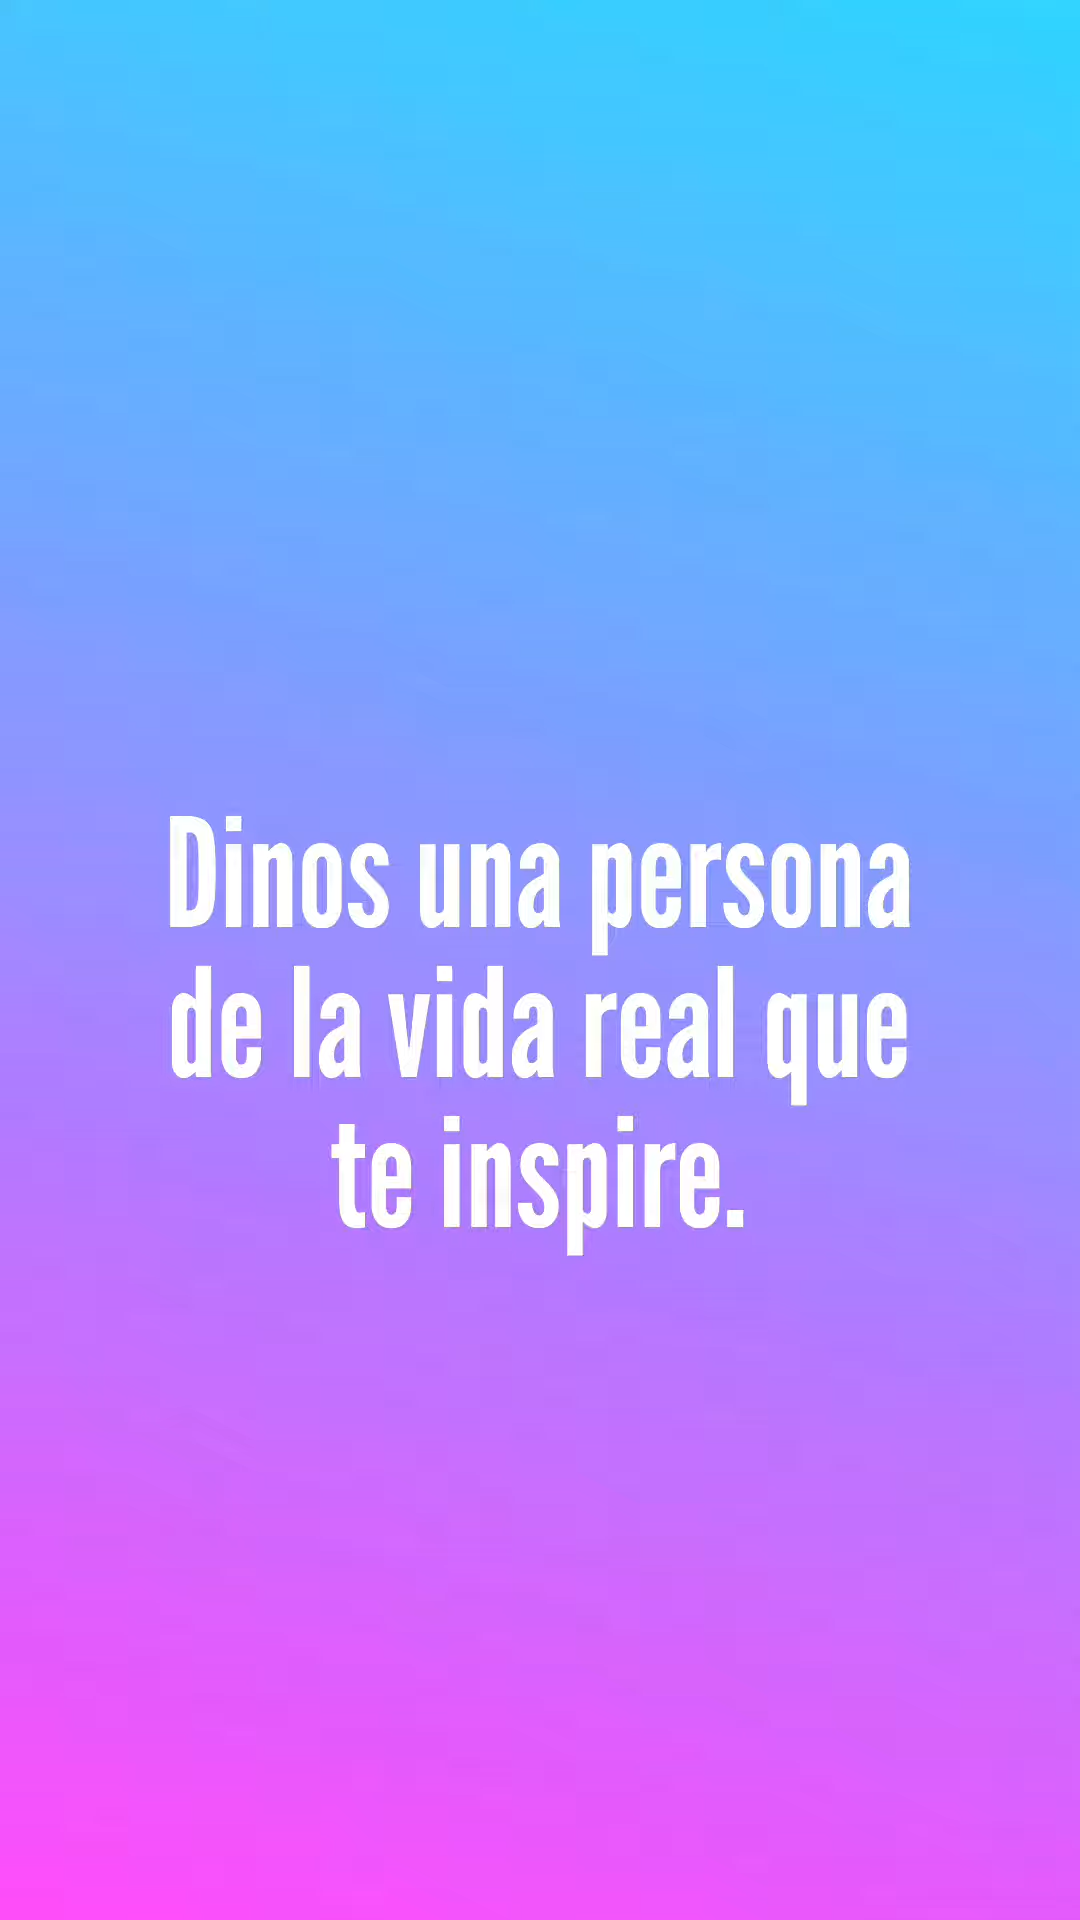 Dinos una persona
de la vida real que
te inspire.